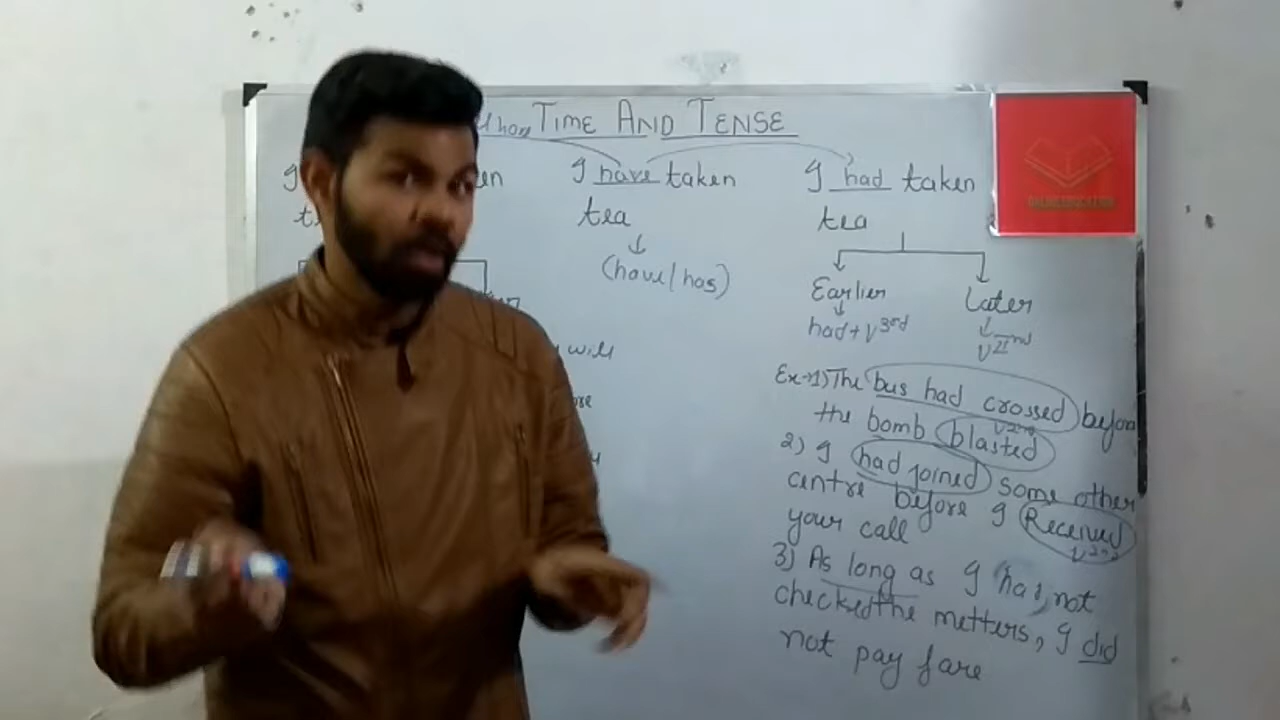 TIME AND TENSE
I have taken
tea
(have/has)
I had taken
tea
Earlier
Later
had + V3rd
VIInd
will
Ex→1) The bus had crossed before
the bomb blasted
2) I had joined some other
centre before I Received
your call
3) As long as I had not
checked the metters, I did
not pay fare